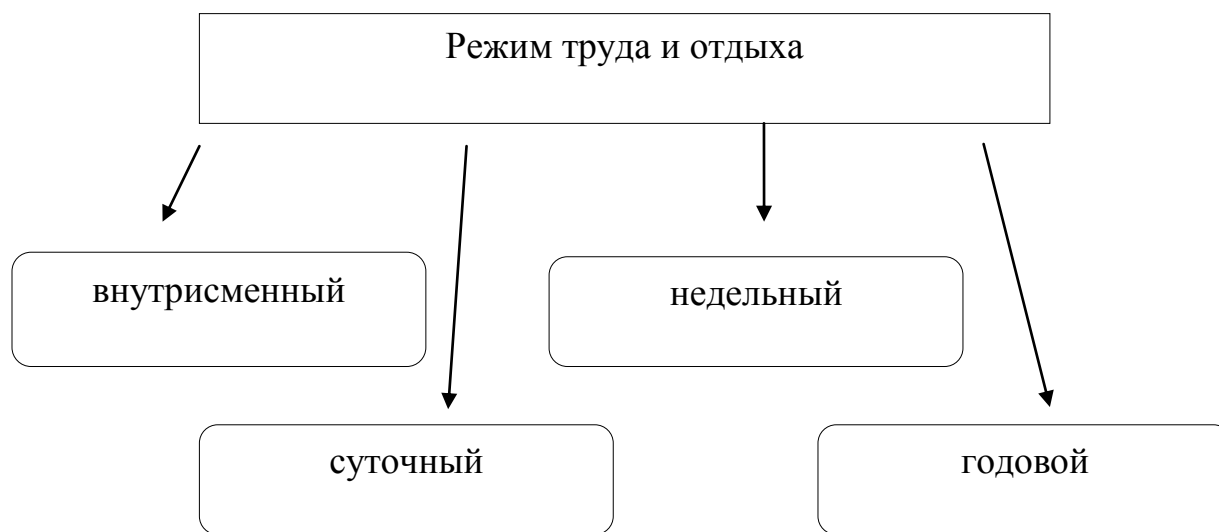 Режим труда и отдыха
внутрисменный
недельный
суточный
годовой